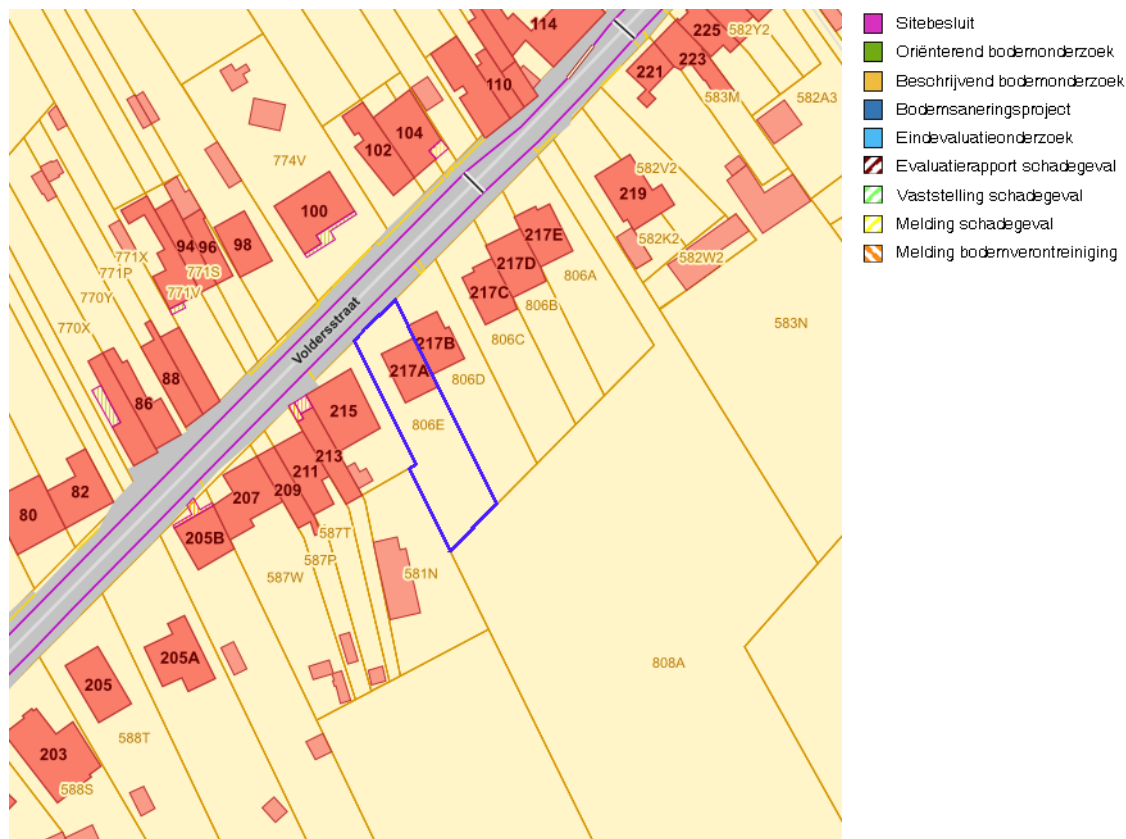 114
225
582Y2
223
221
110
583M
582A3
104
102
774V
582V2
219
100
217E
582K2
582W2
94
96
98
217D
806A
771X
771P
771S
771V
770Y
217C
806B
583N
770X
Voldersstraat
806C
217B
217A
806D
88
86
215
806E
213
211
82
207
209
80
205B
587T
587P
587W
581N
205A
808A
205
588T
203
588S
Sitebesluit
Oriënterend bodemonderzoek
Beschrijvend bodemonderzoek
Bodemsaneringsproject
Eindevaluatieonderzoek
Evaluatierapport schadegeval
Vaststelling schadegeval
Melding schadegeval
Melding bodemverontreiniging